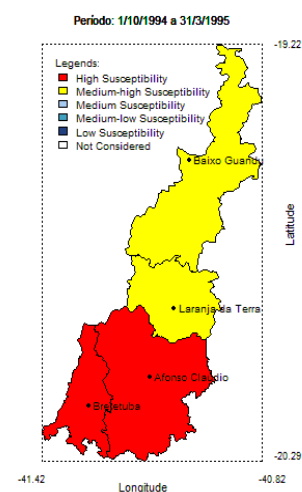 Período: 1/10/1994 a 31/3/1995
-19.22
Legends:
High Susceptibility
Medium-high Susceptibility
Medium Susceptibility
Medium-low Susceptibility
Low Susceptibility
Not Considered
Baixo Guandu
Latitude
Laranja da Terra
Afonso Claudio
Brejetuba
-20.29
-41.42
-40.82
Longitude